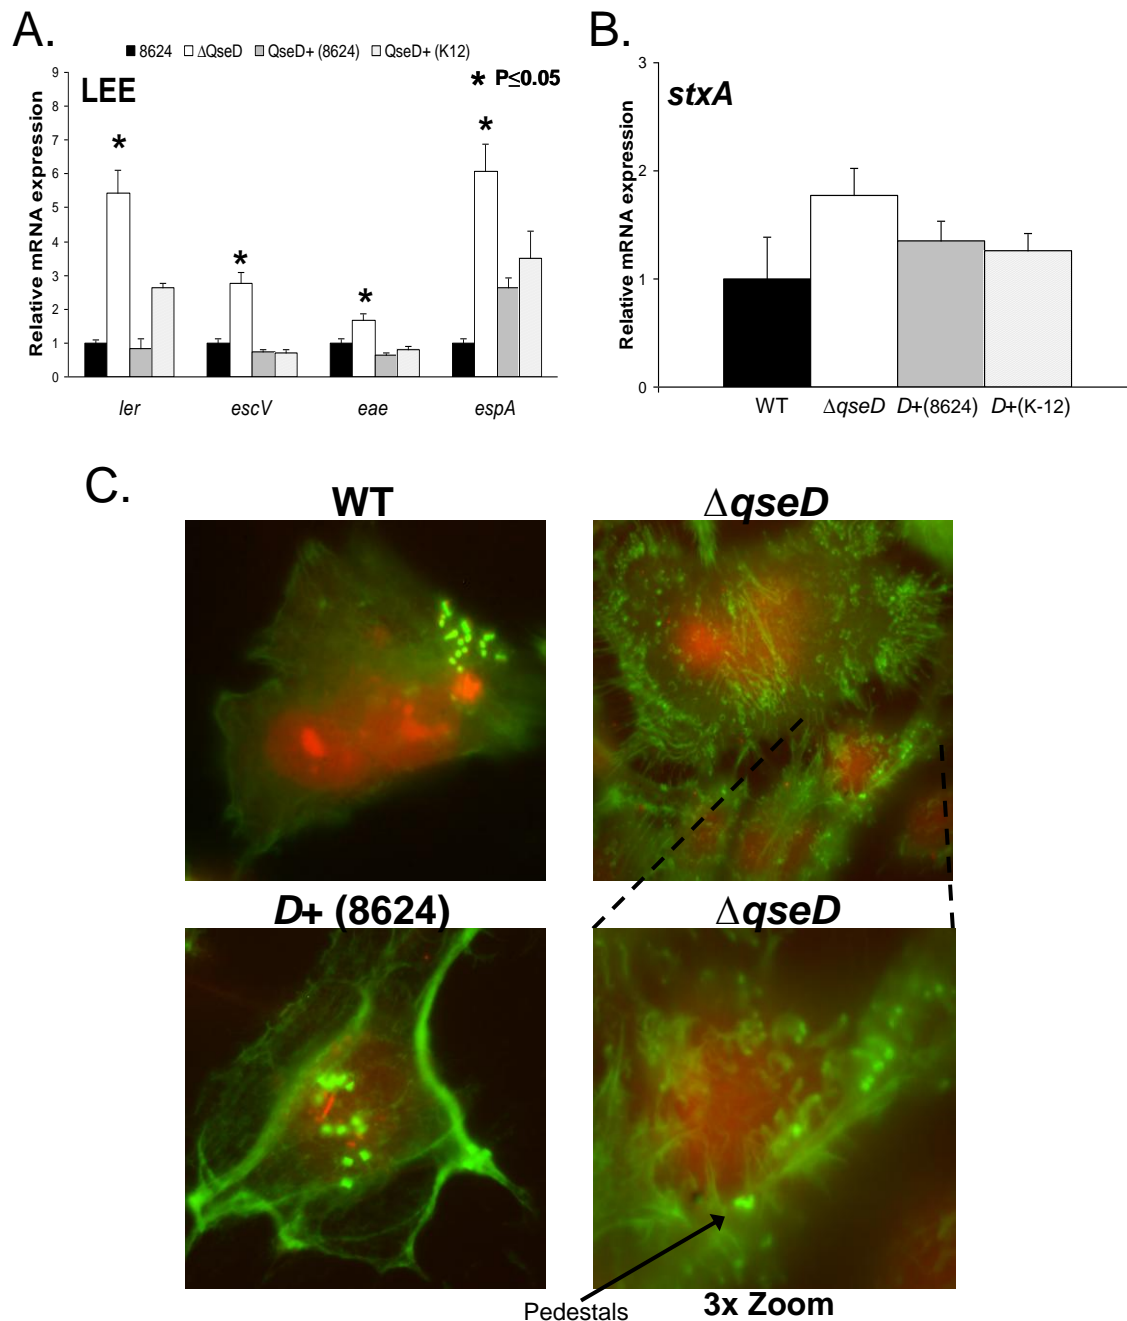 A.
8624 ΔQseD QseD+ (8624) QseD+ (K12)
LEE
* P≤0.05
Relative mRNA expression
9
8
7
6
5
4
3
2
1
0
* * * *
ler escV eae espA
B.
stxA
Relative mRNA expression
3
2
1
0
WT ΔqseD D+(8624) D+(K-12)
C.
WT ΔqseD
D+ (8624) ΔqseD
Pedestals
3x Zoom